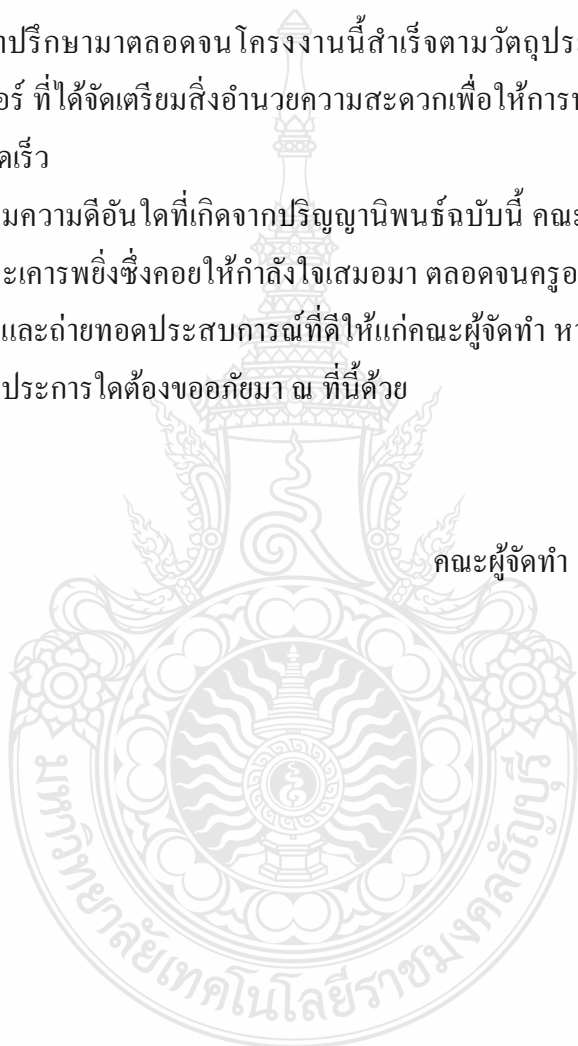 าปรึกษามาตลอดจนโครงงานนี้สำเร็จตามวัตถุประ
อร์ ที่ได้จัดเตรียมสิ่งอำนวยความสะดวกเพื่อให้การท
ดเร็ว
มความดีอันใดที่เกิดจากปริญญานิพนธ์ฉบับนี้ คณะ
ะเคารพยิ่งซึ่งคอยให้กำลังใจเสมอมา ตลอดจนครูอ
และถ่ายทอดประสบการณ์ที่ดีให้แก่คณะผู้จัดทำ หา
ประการใดต้องขออภัยมา ณ ที่นี้ด้วย
คณะผู้จัดทำ
มหาวิทยาลัยเทคโนโลยีราชมงคลธัญบุรี